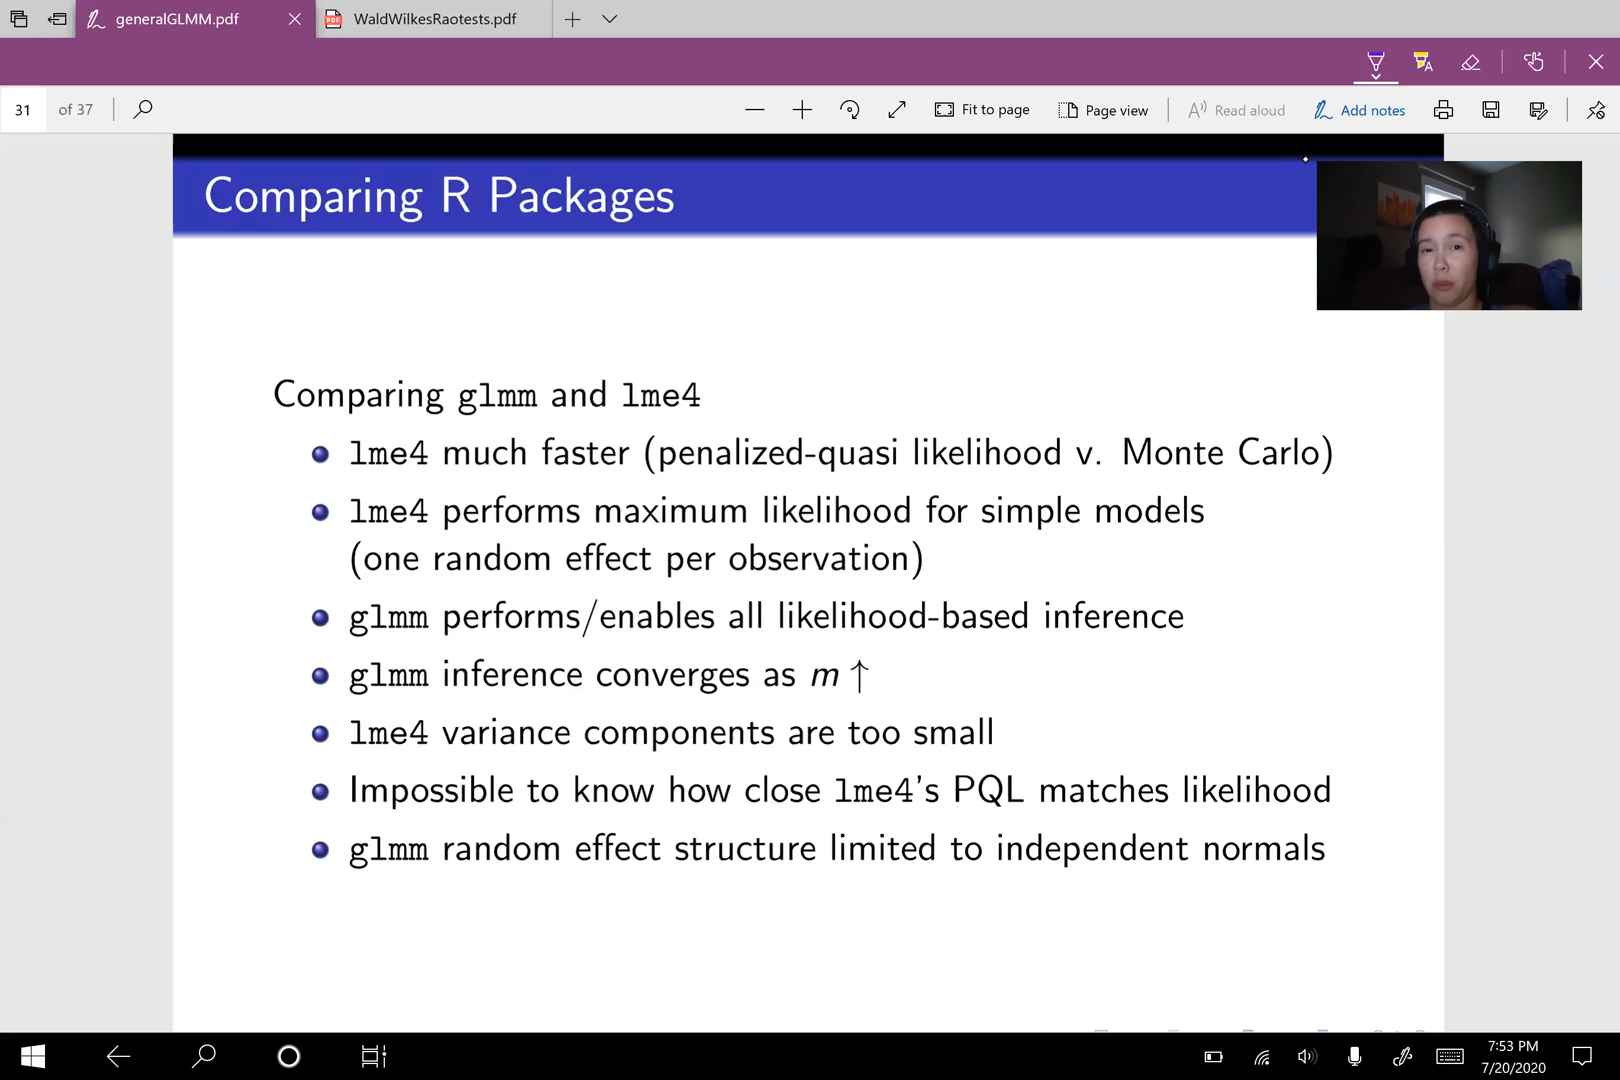 generalGLMM.pdf
WaldWilkesRaotests.pdf
31 of 37
Fit to page
Page view
Read aloud
Add notes
Comparing R Packages
Comparing glmm and lme4
lme4 much faster (penalized-quasi likelihood v. Monte Carlo)
lme4 performs maximum likelihood for simple models
(one random effect per observation)
glmm performs/enables all likelihood-based inference
glmm inference converges as m ↑
lme4 variance components are too small
Impossible to know how close lme4's PQL matches likelihood
glmm random effect structure limited to independent normals
7:53 PM
7/20/2020